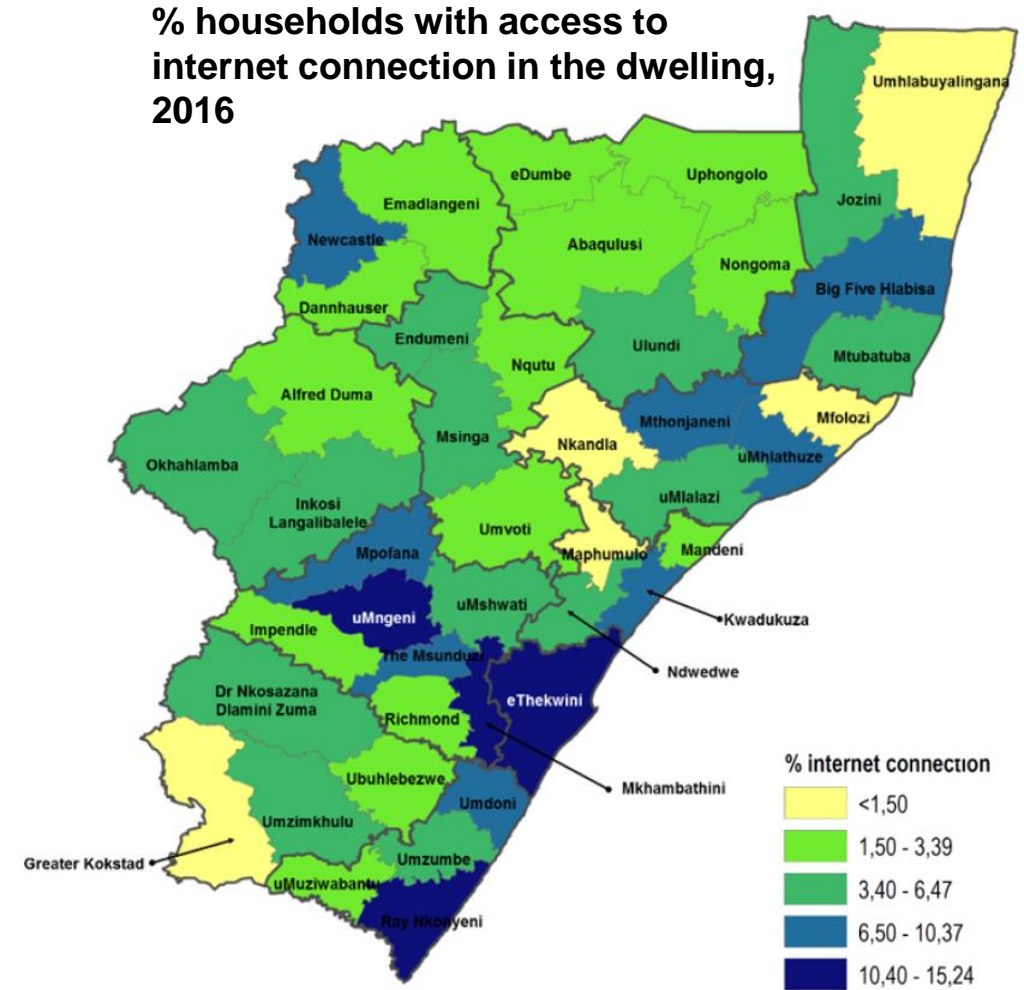 % households with access to
internet connection in the dwelling,
2016
Umhlabuyalingana
eDumbe
Uphongolo
Emadlangeni
Jozini
Newcastle
Abaqulusi
Nongoma
Big Five Hlabisa
Dannhauser
Endumeni
Ulundi
Mtubatuba
Nqutu
Alfred Duma
Mthonjaneni
Mfolozi
Msinga
Nkandla
uMhlathuze
Okhahlamba
uMlalazi
Inkosi
Langalibalele
Umvoti
Mpofana
Maphumulo
Mandeni
uMshwati
uMngeni
Kwadukuza
Impendle
The Msunduzi
Ndwedwe
Dr Nkosazana
Dlamini Zuma
eThekwini
Richmond
Ubuhlebezwe
Mkhambathini
Umdoni
Umzimkhulu
Greater Kokstad
Umzumbe
uMuziwabantu
Ray Nkonyeni
% internet connection
<1,50
1,50 - 3,39
3,40 - 6,47
6,50 - 10,37
10,40 - 15,24